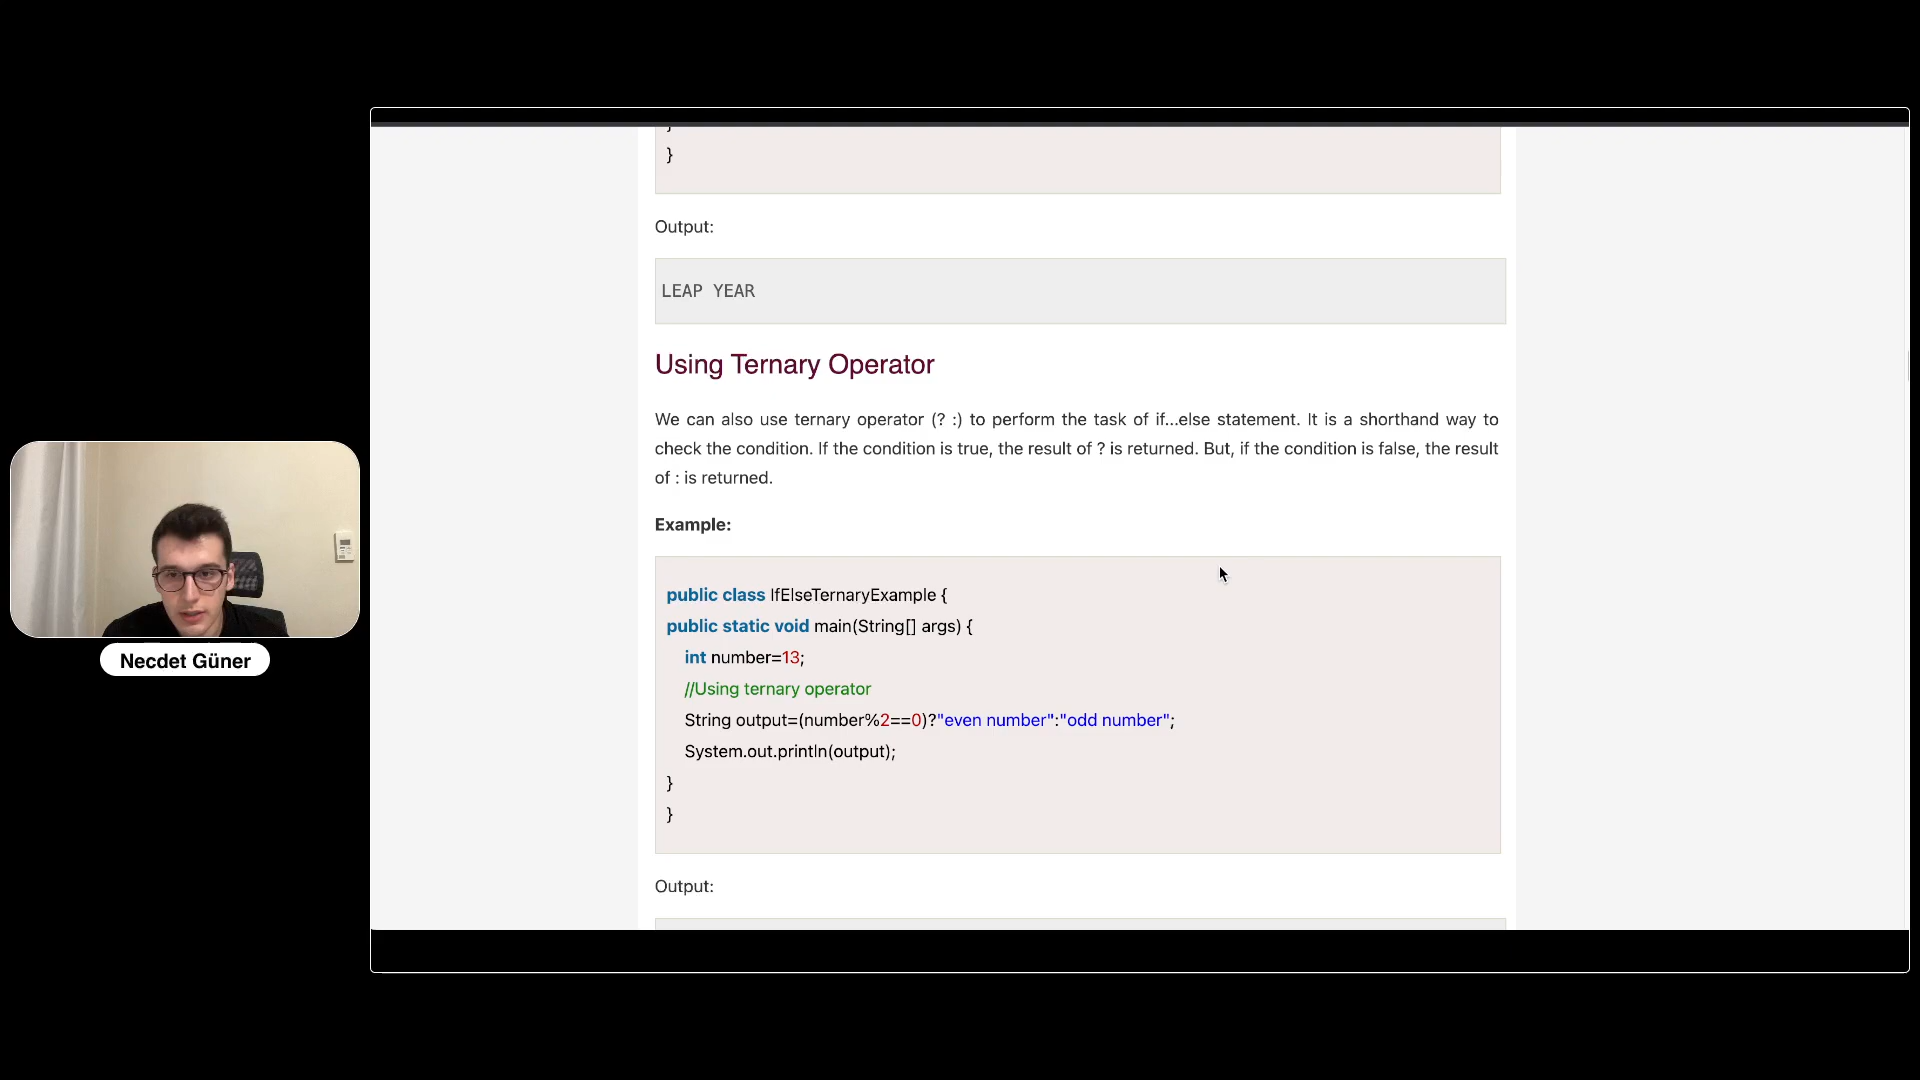 }
}
Output:
LEAP YEAR
Using Ternary Operator
We can also use ternary operator (? :) to perform the task of if...else statement. It is a shorthand way to
check the condition. If the condition is true, the result of ? is returned. But, if the condition is false, the result
of : is returned.
Example:
public class IfElseTernaryExample {
public static void main(String[] args) {
int number=13;
//Using ternary operator
String output=(number%2==0)?"even number":"odd number";
System.out.println(output);
}
}
Output:
Necdet Güner